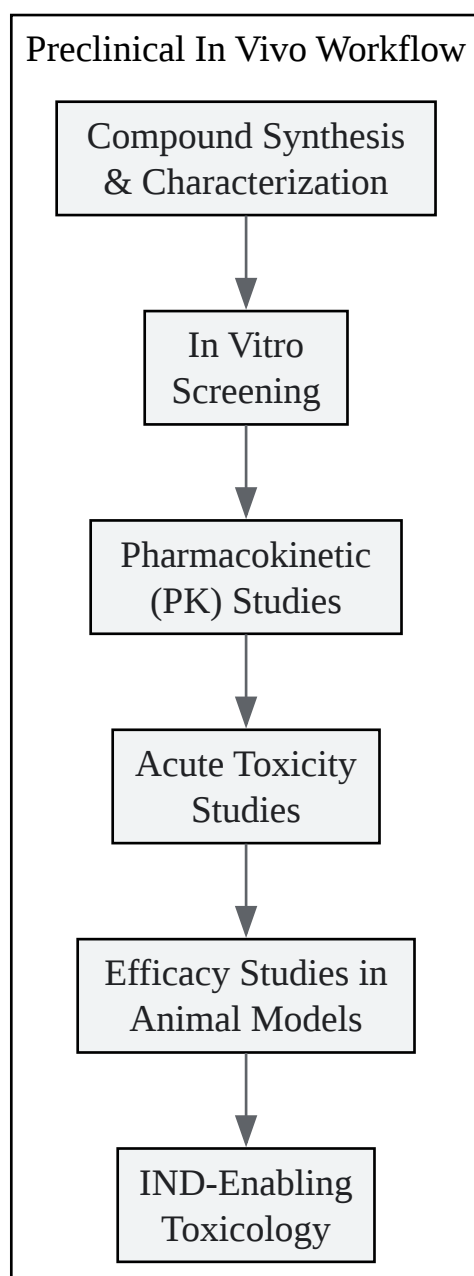 Preclinical In Vivo Workflow
Compound Synthesis
& Characterization
In Vitro
Screening
Pharmacokinetic
(PK) Studies
Acute Toxicity
Studies
Efficacy Studies in
Animal Models
IND-Enabling
Toxicology